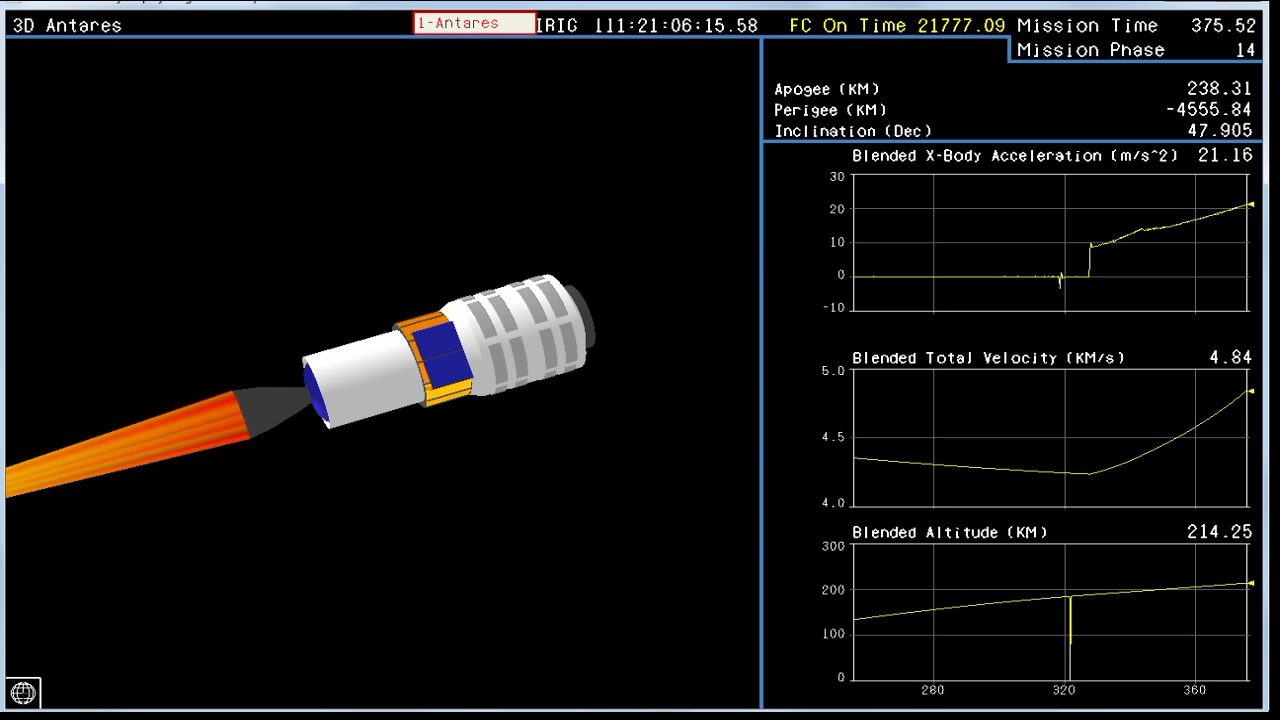 3D Antares
1-Antares
IRIG 111:21:06:15.58
FC On Time 21777.09
Mission Time 375.52
Mission Phase 14
Apogee (KM) 238.31
Perigee (KM) -4555.84
Inclination (Dec) 47.905
Blended X-Body Acceleration (m/s^2) 21.16
30
20
10
0
-10
Blended Total Velocity (KM/s) 4.84
5.0
4.5
4.0
Blended Altitude (KM) 214.25
300
200
100
0
280 320 360